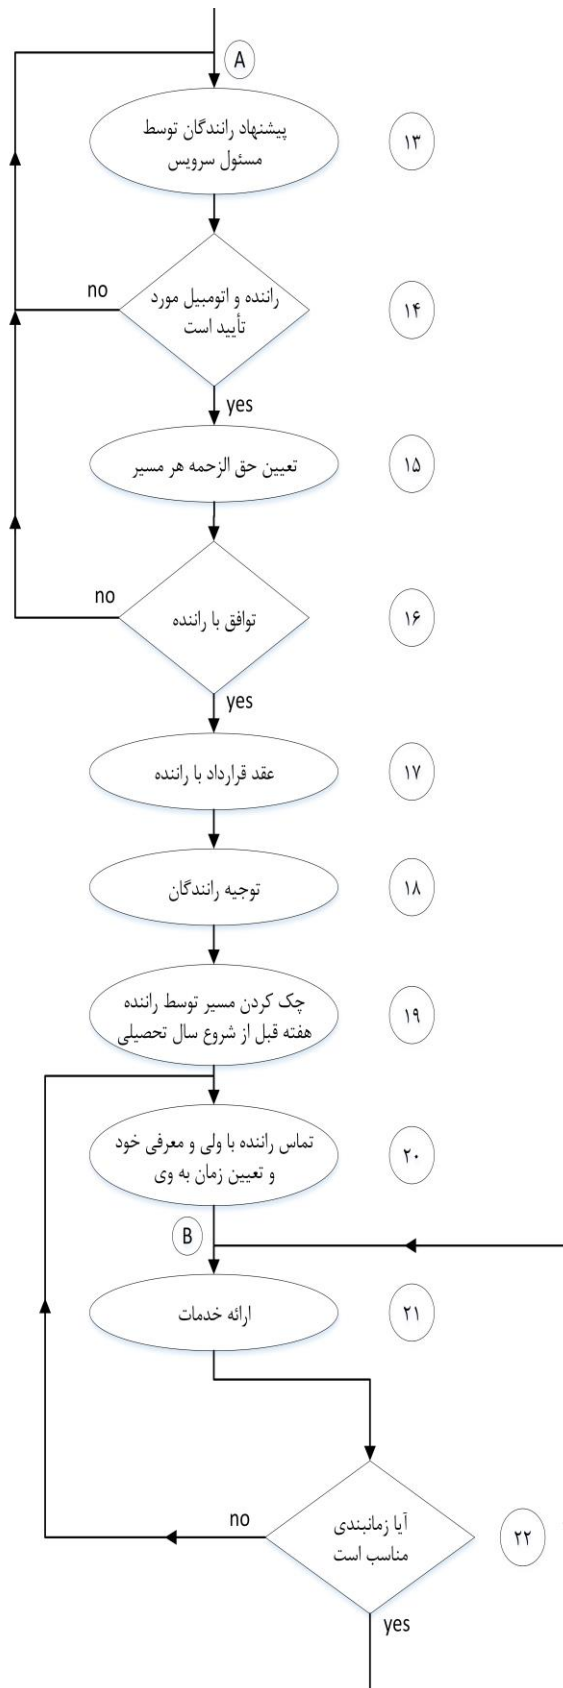 A
پیشنهاد رانندگان توسط
مسئول سرویس
۱۳
راننده و اتومبیل مورد
تأیید است
۱۴
no
yes
تعیین حق الزحمه هر مسیر
۱۵
توافق با راننده
۱۶
no
yes
عقد قرارداد با راننده
۱۷
توجیه رانندگان
۱۸
چک کردن مسیر توسط راننده
هفته قبل از شروع سال تحصیلی
۱۹
تماس راننده با ولی و معرفی خود
و تعیین زمان به وی
۲۰
B
ارائه خدمات
۲۱
آیا زمانبندی
مناسب است
۲۲
no
yes